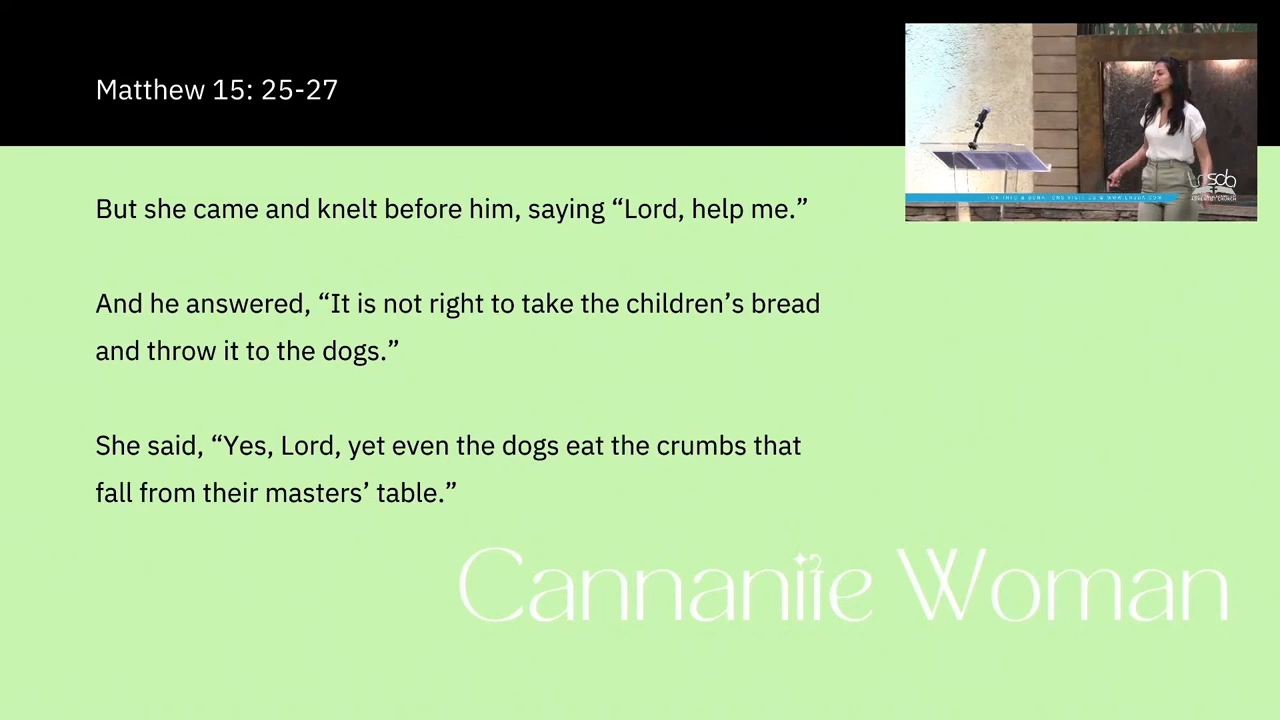 Matthew 15: 25-27
But she came and knelt before him, saying “Lord, help me.”
And he answered, “It is not right to take the children’s bread
and throw it to the dogs.”
She said, “Yes, Lord, yet even the dogs eat the crumbs that
fall from their masters’ table.”
Cannanite Woman